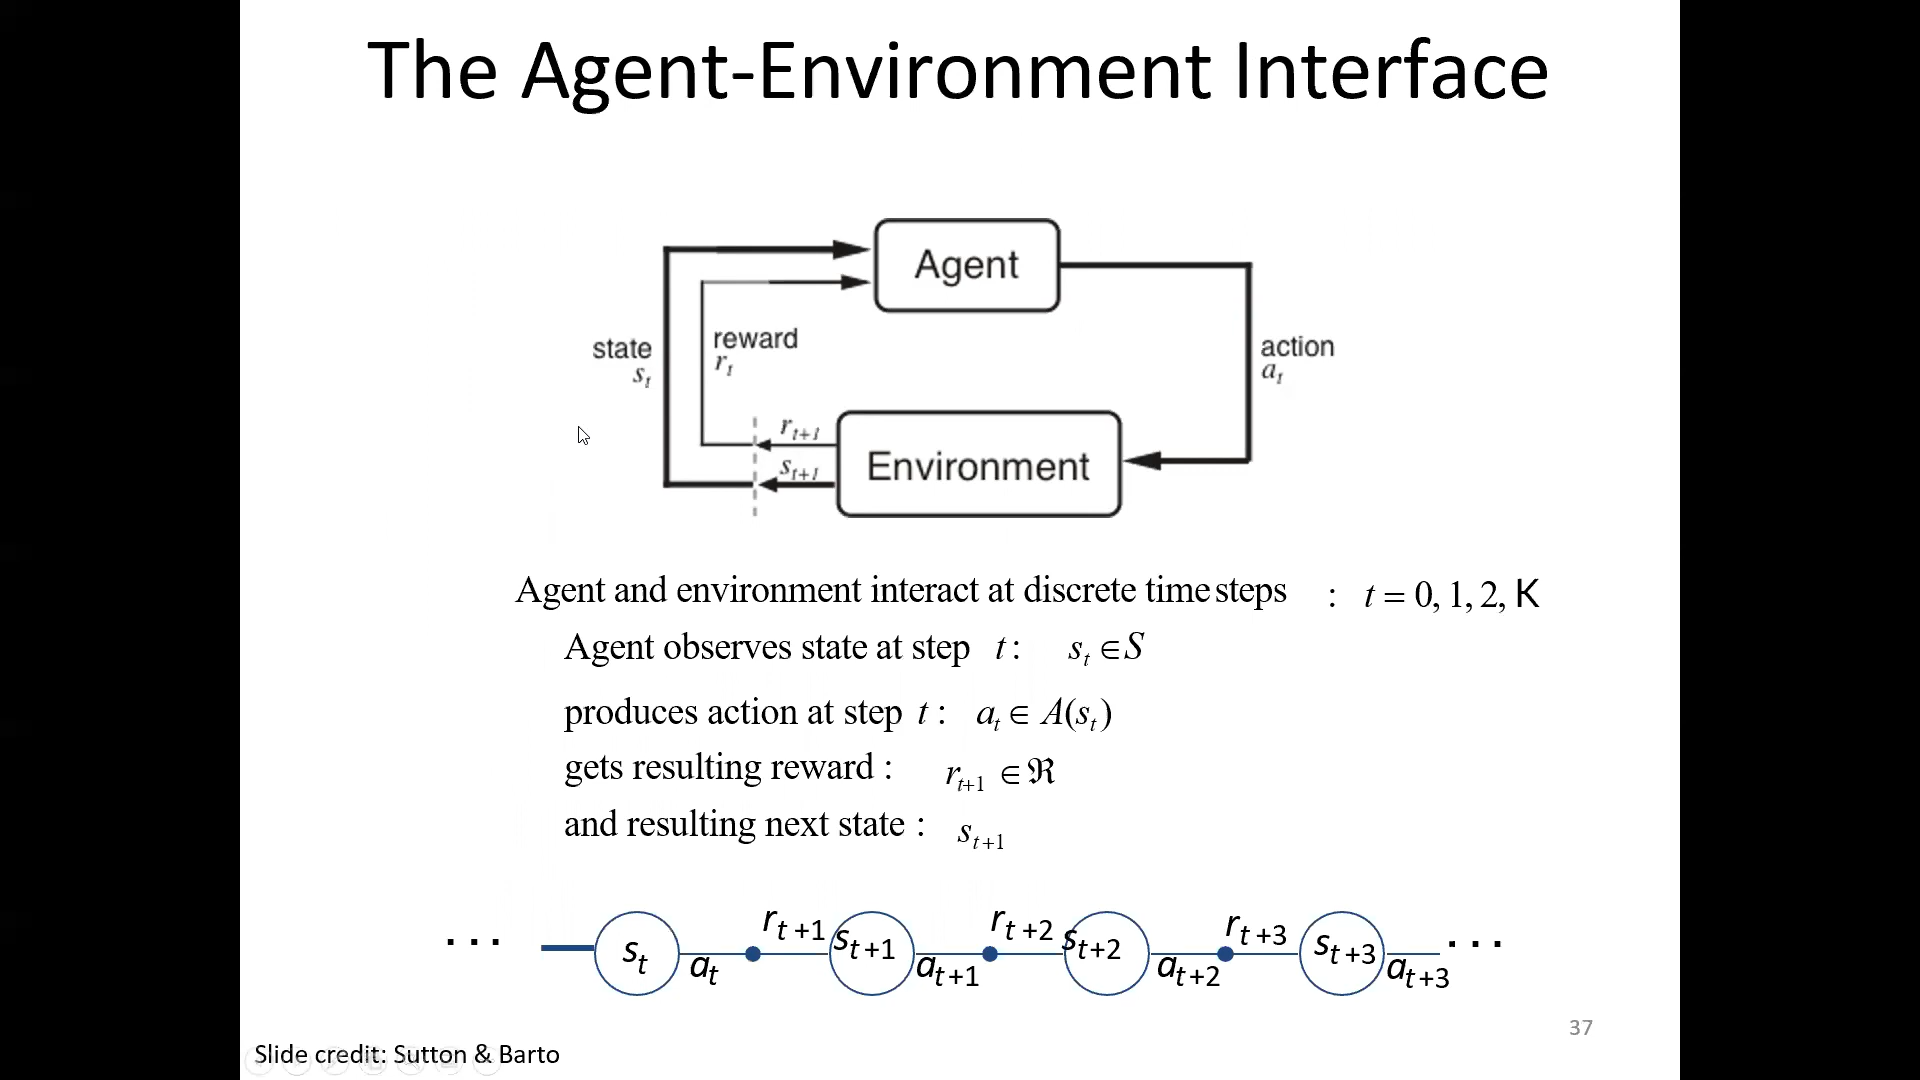 The Agent-Environment Interface
Agent
state
s_t
reward
r_t
action
a_t
r_{t+1}
s_{t+1}
Environment
Agent and environment interact at discrete time steps : t = 0, 1, 2, K
Agent observes state at step t : s_t ∈ S
produces action at step t : a_t ∈ A(s_t)
gets resulting reward : r_{t+1} ∈ ℜ
and resulting next state : s_{t+1}
. . . s_t a_t r_{t+1} s_{t+1} a_{t+1} r_{t+2} s_{t+2} a_{t+2} r_{t+3} s_{t+3} a_{t+3} . . .
37
Slide credit: Sutton & Barto